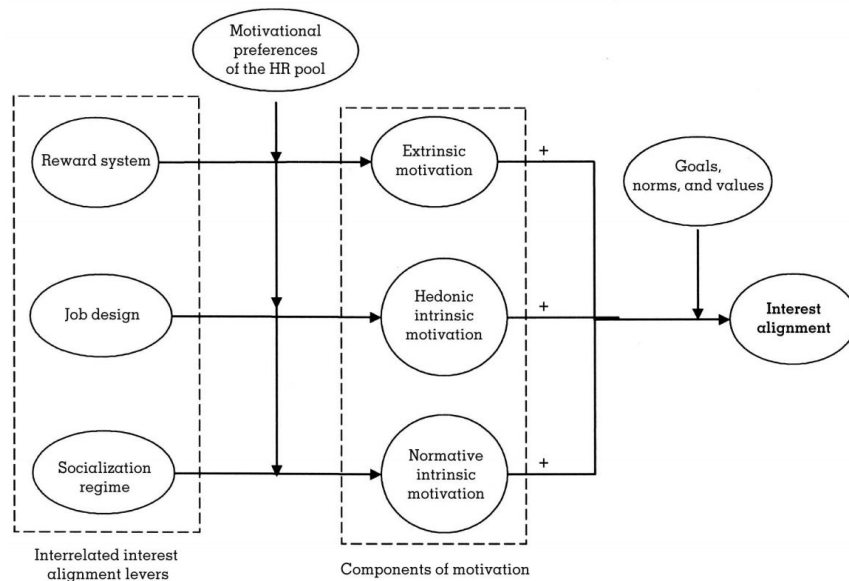 Motivational
preferences
of the HR pool
Reward system
Extrinsic
motivation
+
Goals,
norms, and values
Job design
Hedonic
intrinsic
motivation
+
Interest
alignment
Socialization
regime
Normative
intrinsic
motivation
+
Interrelated interest
alignment levers
Components of motivation